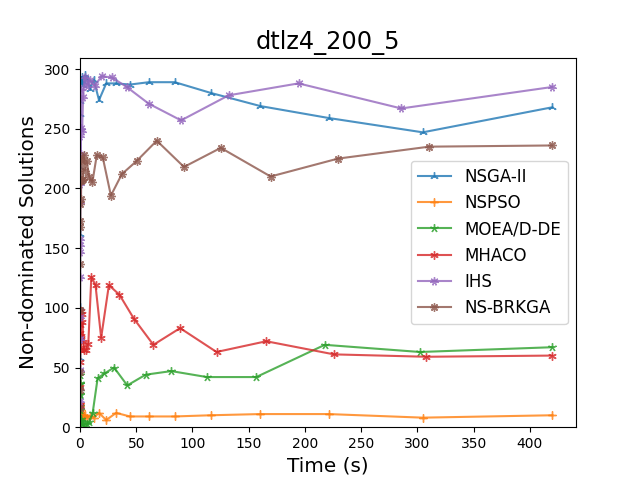 dtlz4_200_5
Non-dominated Solutions
300
250
200
150
100
50
0
0 50 100 150 200 250 300 350 400
Time (s)
NSGA-II
NSPSO
MOEA/D-DE
MHACO
IHS
NS-BRKGA